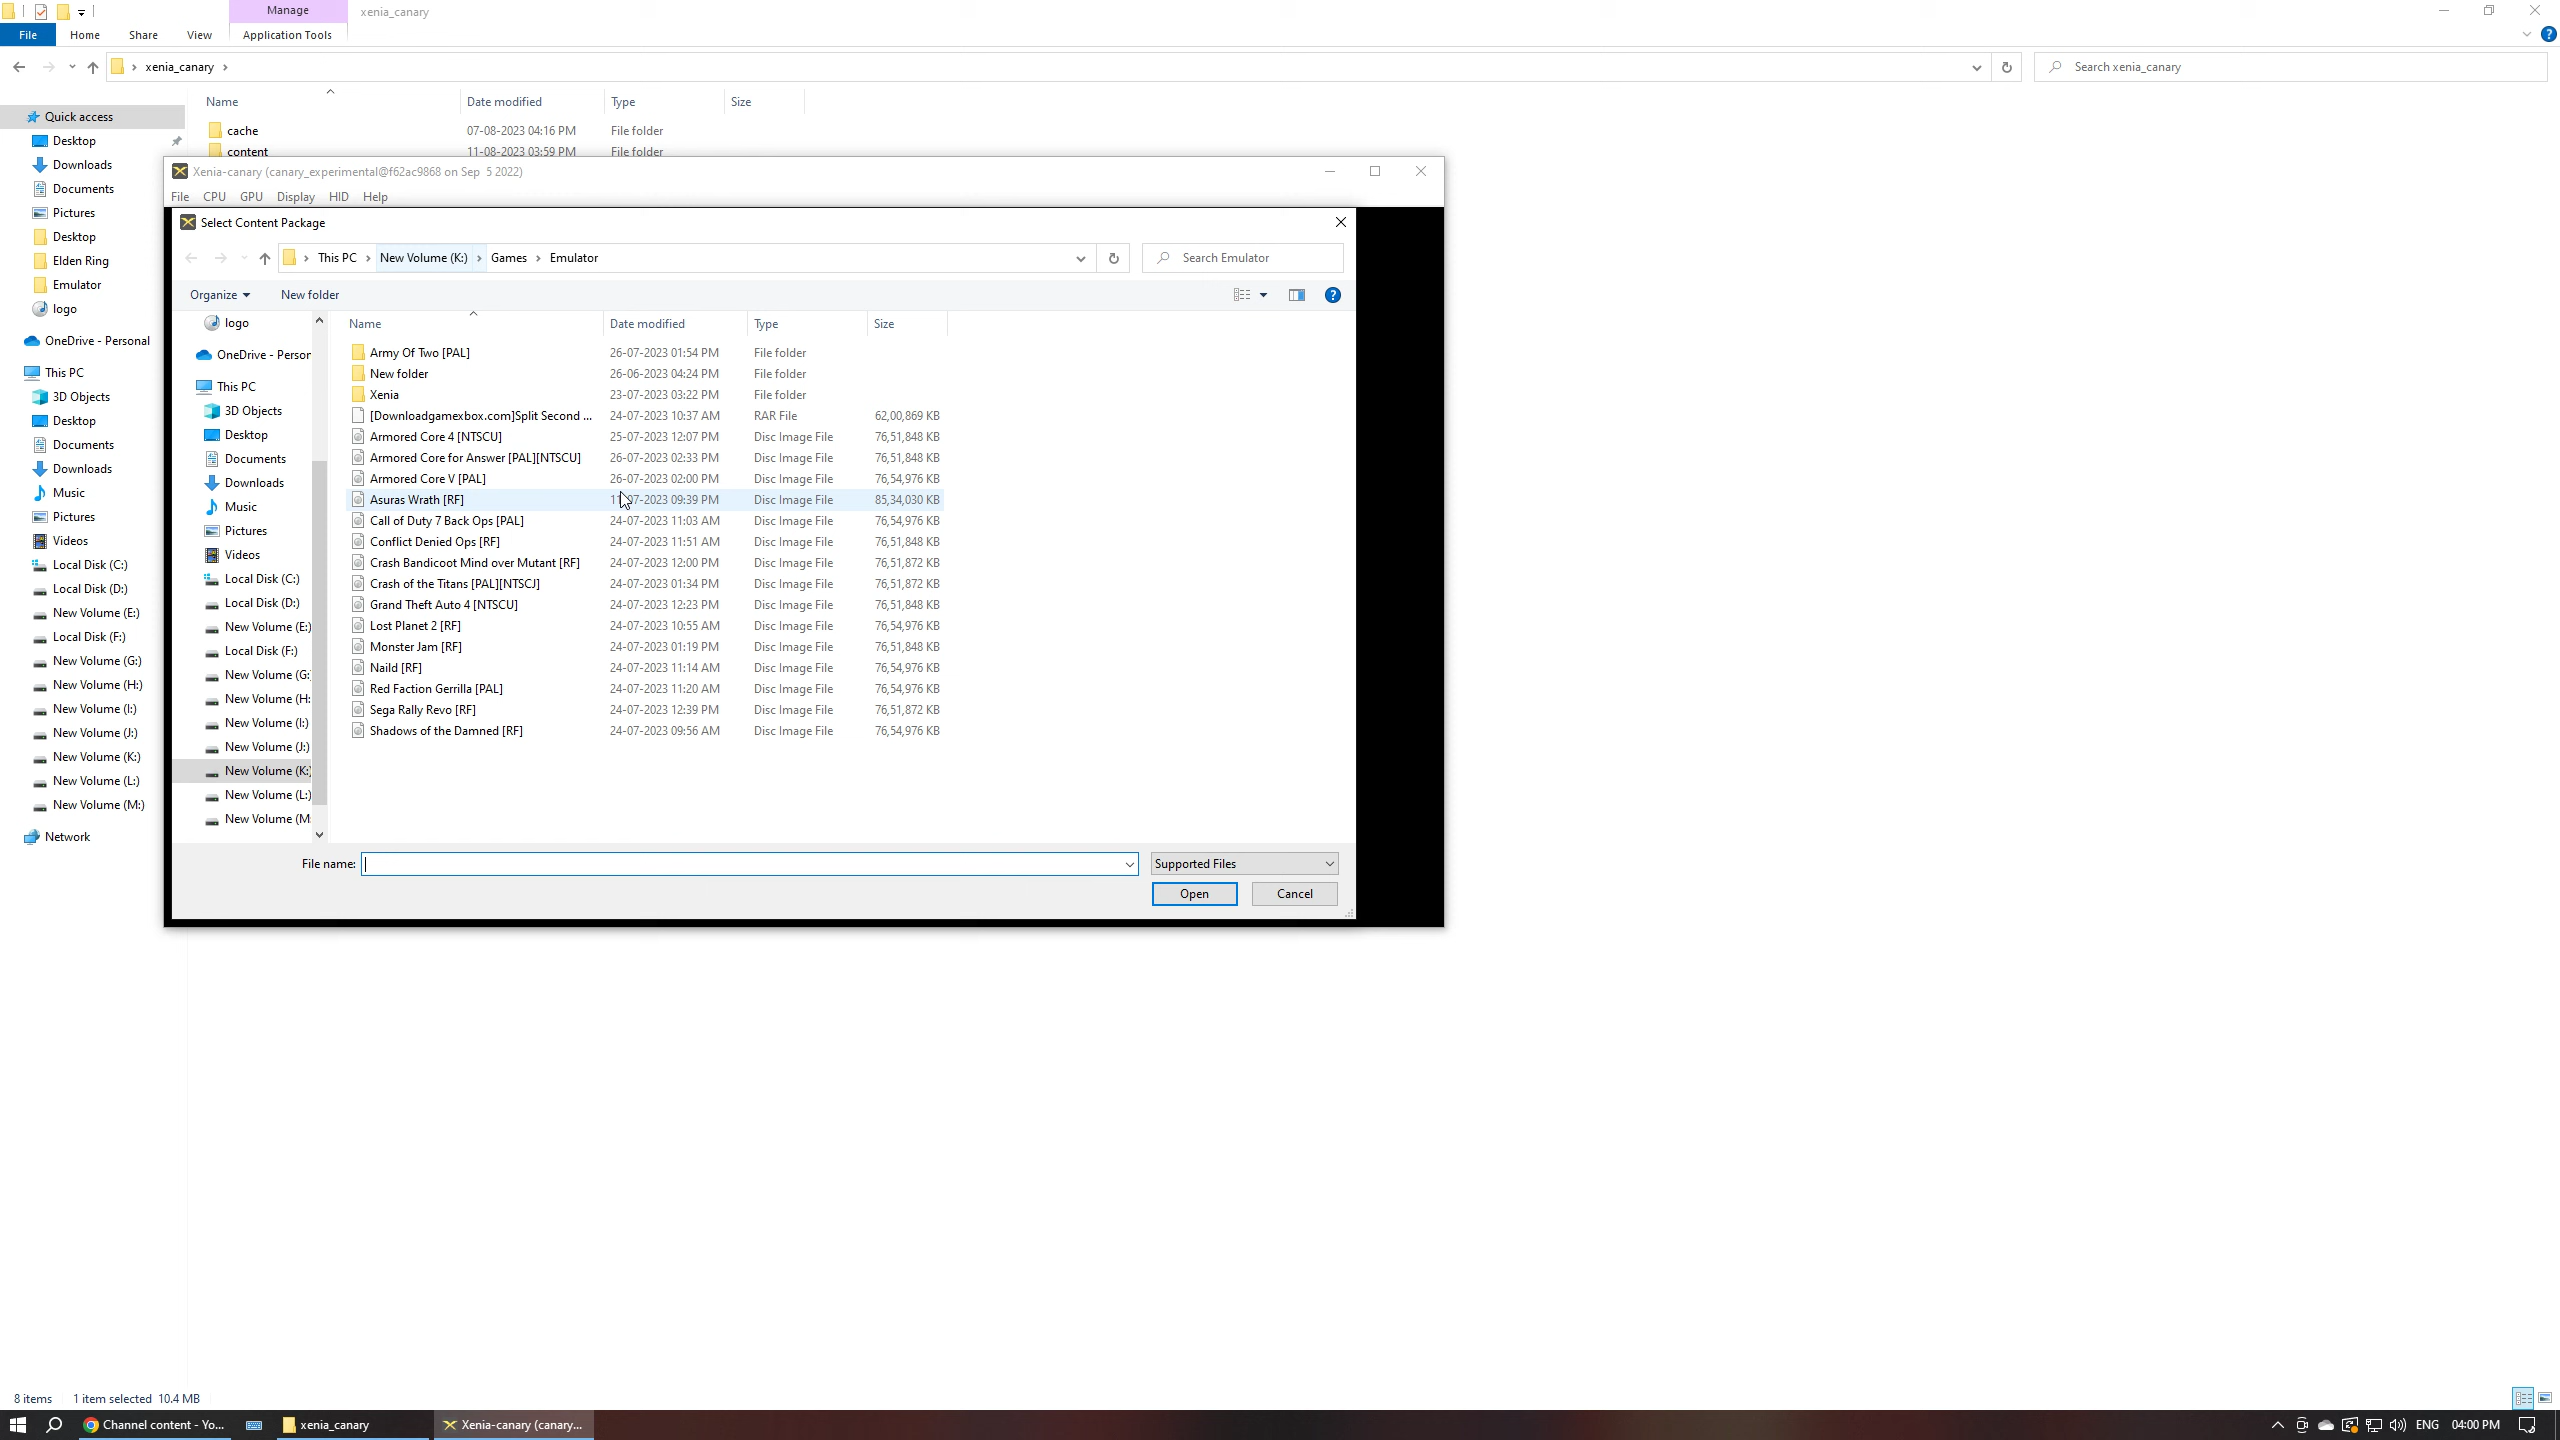 Manage
xenia_canary
File Home Share View Application Tools
xenia_canary
Search xenia_canary
Name Date modified Type Size
cache 07-08-2023 04:16 PM File folder
content 11-08-2023 03:59 PM File folder
Quick access
Desktop
Downloads
Documents
Pictures
Desktop
Elden Ring
Emulator
logo
OneDrive - Personal
This PC
3D Objects
Desktop
Documents
Downloads
Music
Pictures
Videos
Local Disk (C:)
Local Disk (D:)
New Volume (E:)
Local Disk (F:)
New Volume (G:)
New Volume (H:)
New Volume (I:)
New Volume (J:)
New Volume (K:)
New Volume (L:)
New Volume (M:)
Network
Xenia-canary (canary_experimental@f62ac9868 on Sep 5 2022)
File CPU GPU Display HID Help
Select Content Package
This PC New Volume (K:) Games Emulator
Search Emulator
Organize New folder
logo
OneDrive - Person
This PC
3D Objects
Desktop
Documents
Downloads
Music
Pictures
Videos
Local Disk (C:)
Local Disk (D:)
New Volume (E:)
Local Disk (F:)
New Volume (G:
New Volume (H:
New Volume (I:)
New Volume (J:)
New Volume (K:)
New Volume (L:)
New Volume (M:
Name Date modified Type Size
Army Of Two [PAL] 26-07-2023 01:54 PM File folder
New folder 26-06-2023 04:24 PM File folder
Xenia 23-07-2023 03:22 PM File folder
[Downloadgamexbox.com]Split Second ... 24-07-2023 10:37 AM RAR File 62,00,869 KB
Armored Core 4 [NTSCU] 25-07-2023 12:07 PM Disc Image File 76,51,848 KB
Armored Core for Answer [PAL][NTSCU] 26-07-2023 02:33 PM Disc Image File 76,51,848 KB
Armored Core V [PAL] 26-07-2023 02:00 PM Disc Image File 76,54,976 KB
Asuras Wrath [RF] 11-07-2023 09:39 PM Disc Image File 85,34,030 KB
Call of Duty 7 Back Ops [PAL] 24-07-2023 11:03 AM Disc Image File 76,54,976 KB
Conflict Denied Ops [RF] 24-07-2023 11:51 AM Disc Image File 76,51,848 KB
Crash Bandicoot Mind over Mutant [RF] 24-07-2023 12:00 PM Disc Image File 76,51,872 KB
Crash of the Titans [PAL][NTSCJ] 24-07-2023 01:34 PM Disc Image File 76,51,872 KB
Grand Theft Auto 4 [NTSCU] 24-07-2023 12:23 PM Disc Image File 76,51,848 KB
Lost Planet 2 [RF] 24-07-2023 10:55 AM Disc Image File 76,54,976 KB
Monster Jam [RF] 24-07-2023 01:19 PM Disc Image File 76,51,848 KB
Naild [RF] 24-07-2023 11:14 AM Disc Image File 76,54,976 KB
Red Faction Gerrilla [PAL] 24-07-2023 11:20 AM Disc Image File 76,54,976 KB
Sega Rally Revo [RF] 24-07-2023 12:39 PM Disc Image File 76,51,872 KB
Shadows of the Damned [RF] 24-07-2023 09:56 AM Disc Image File 76,54,976 KB
File name: Supported Files
Open Cancel
8 items 1 item selected 10.4 MB
Channel content - Yo... xenia_canary Xenia-canary (canary... ENG 04:00 PM